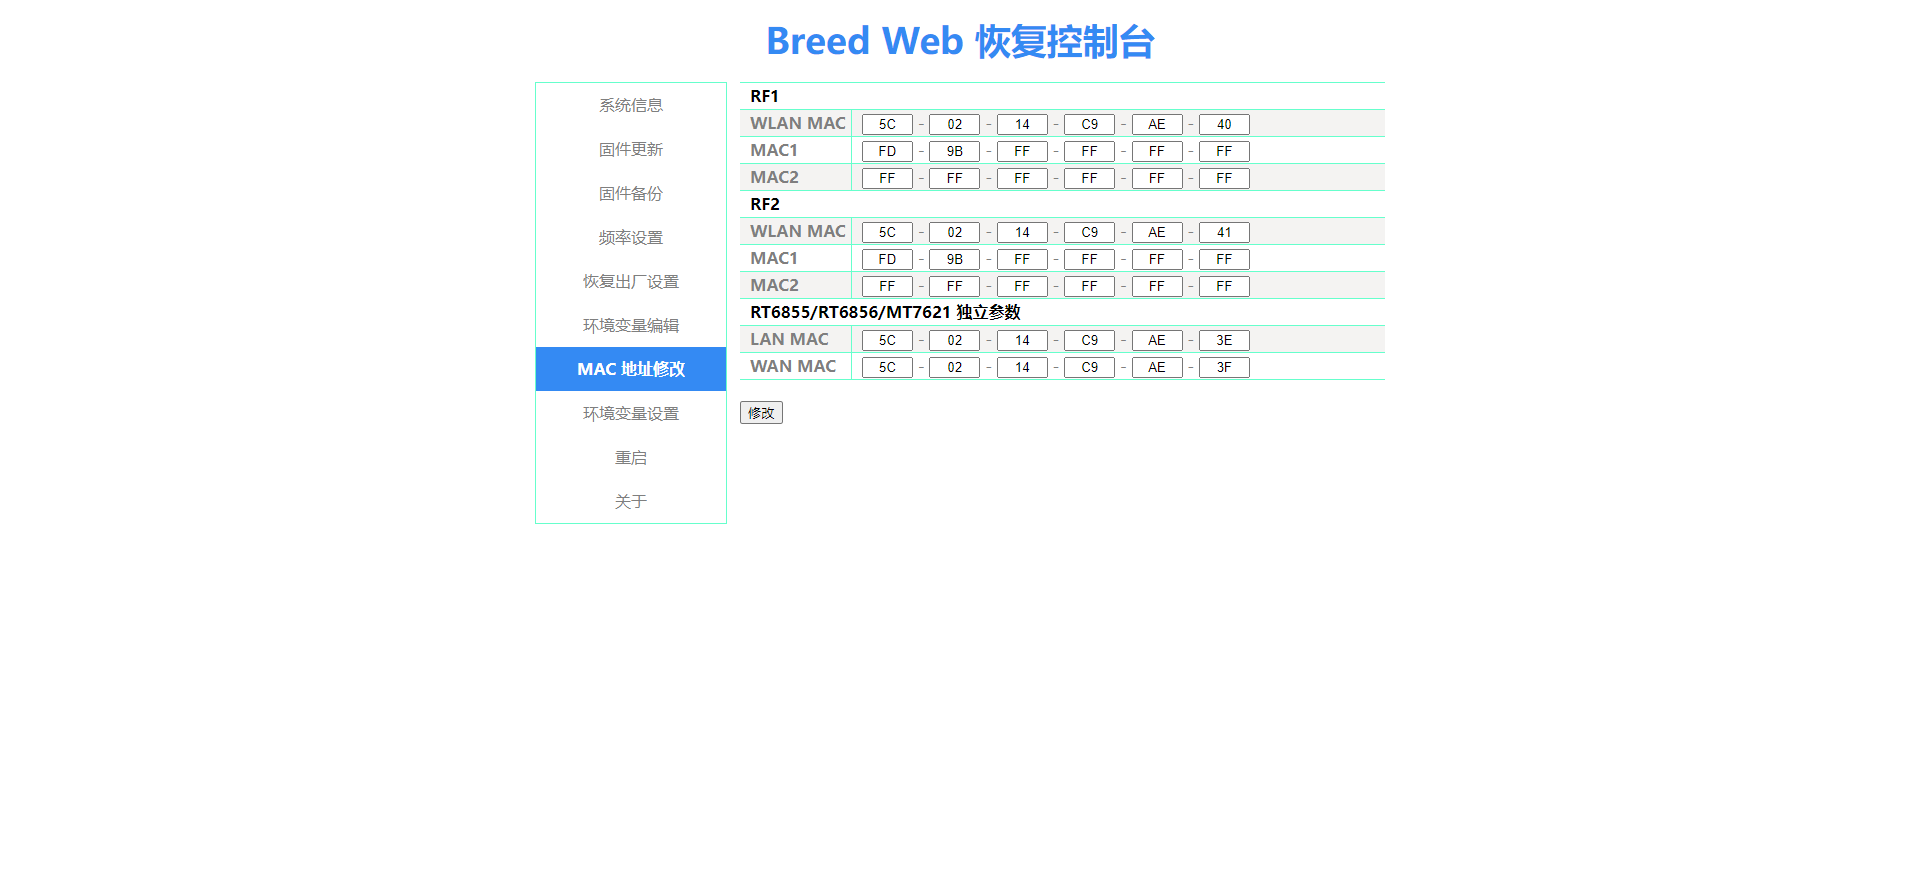 Breed Web 恢复控制台
系统信息
固件更新
固件备份
频率设置
恢复出厂设置
环境变量编辑
MAC 地址修改
环境变量设置
重启
关于
RF1
WLAN MAC 5C - 02 - 14 - C9 - AE - 40
MAC1 FD - 9B - FF - FF - FF - FF
MAC2 FF - FF - FF - FF - FF - FF
RF2
WLAN MAC 5C - 02 - 14 - C9 - AE - 41
MAC1 FD - 9B - FF - FF - FF - FF
MAC2 FF - FF - FF - FF - FF - FF
RT6855/RT6856/MT7621 独立参数
LAN MAC 5C - 02 - 14 - C9 - AE - 3E
WAN MAC 5C - 02 - 14 - C9 - AE - 3F
修改